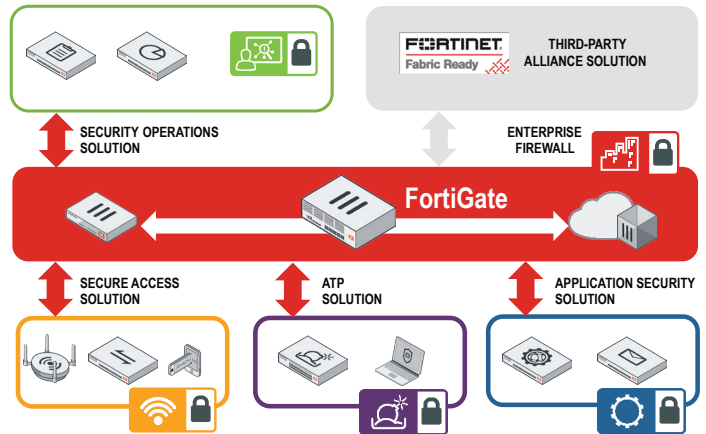 FORTINET
Fabric Ready
THIRD-PARTY
ALLIANCE SOLUTION
SECURITY OPERATIONS
SOLUTION
ENTERPRISE
FIREWALL
FortiGate
SECURE ACCESS
SOLUTION
ATP
SOLUTION
APPLICATION SECURITY
SOLUTION